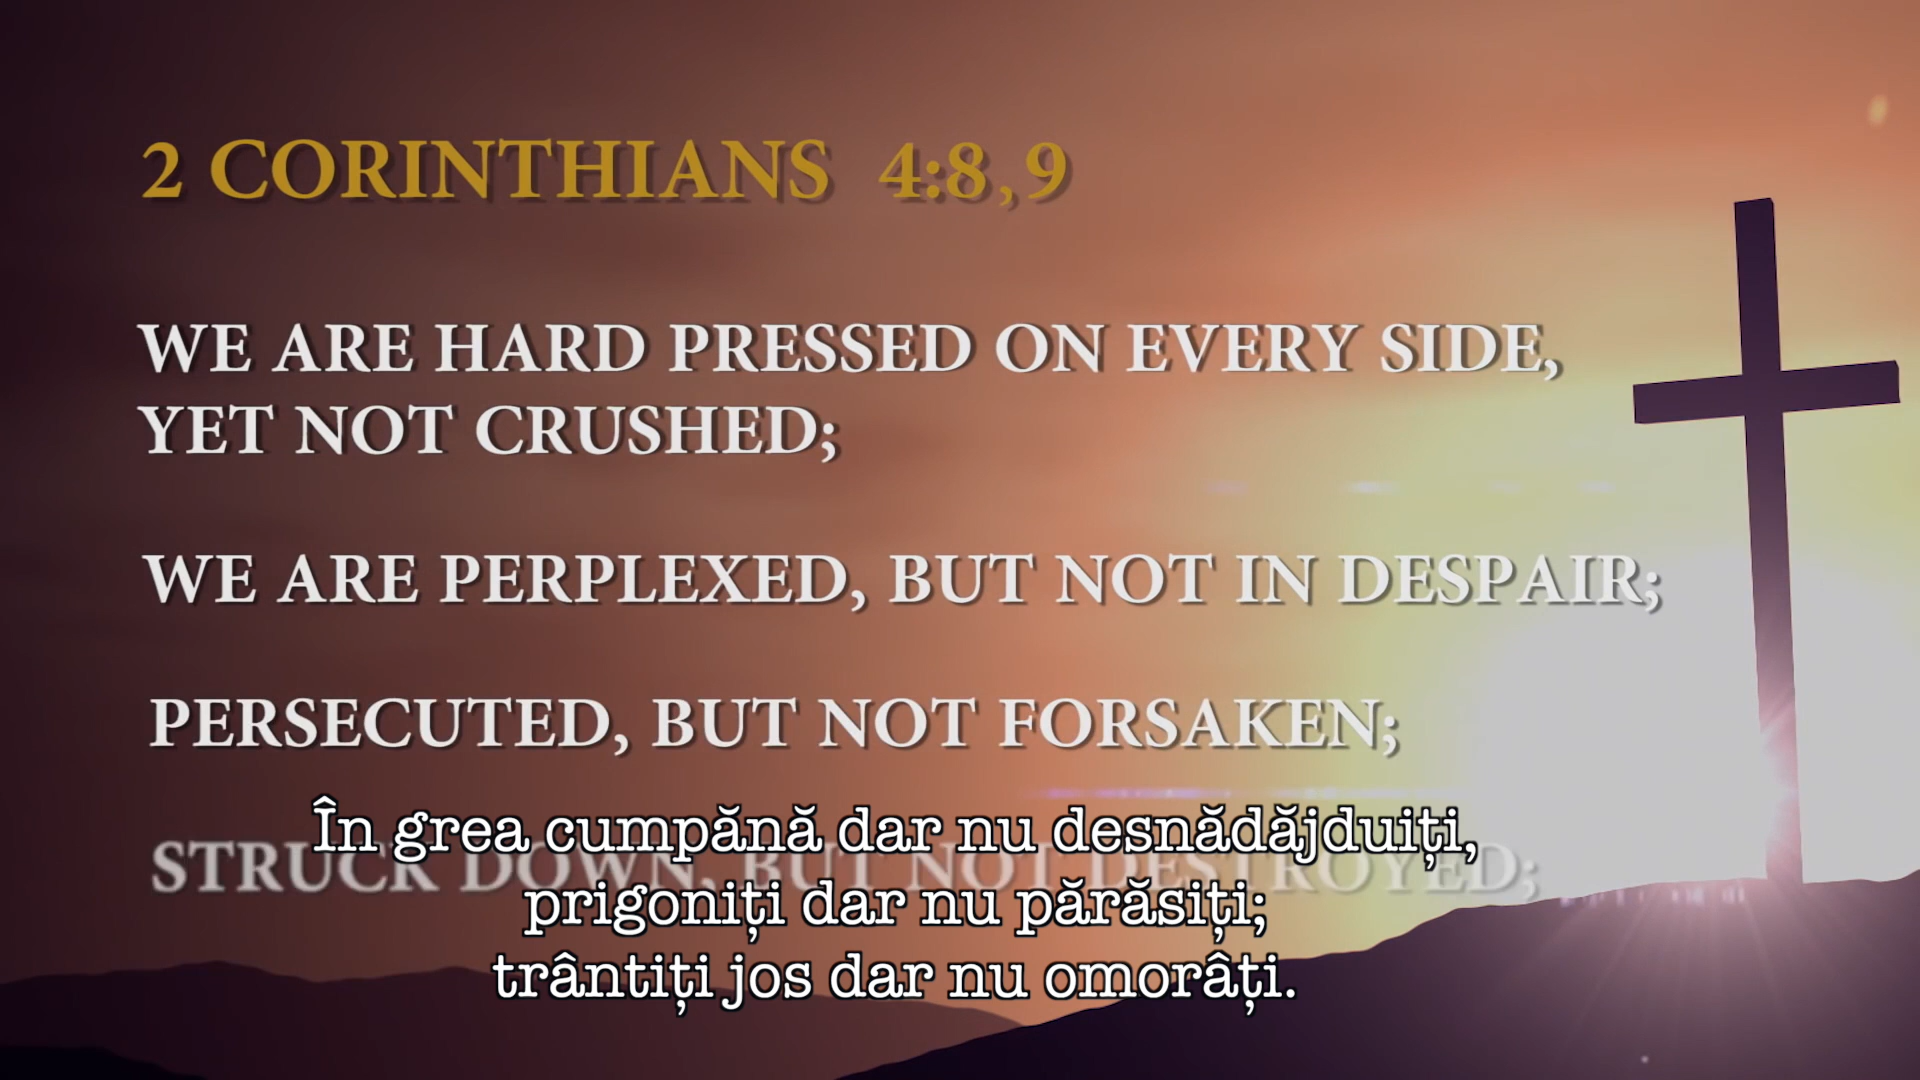 2 CORINTHIANS 4:8,9
WE ARE HARD PRESSED ON EVERY SIDE,
YET NOT CRUSHED;
WE ARE PERPLEXED, BUT NOT IN DESPAIR;
PERSECUTED, BUT NOT FORSAKEN;
STRUCK DOWN, BUT NOT DESTROYED;
În grea cumpănă dar nu desnădăjduiți,
prigoniți dar nu părăsiți;
trântiți jos dar nu omorâți.